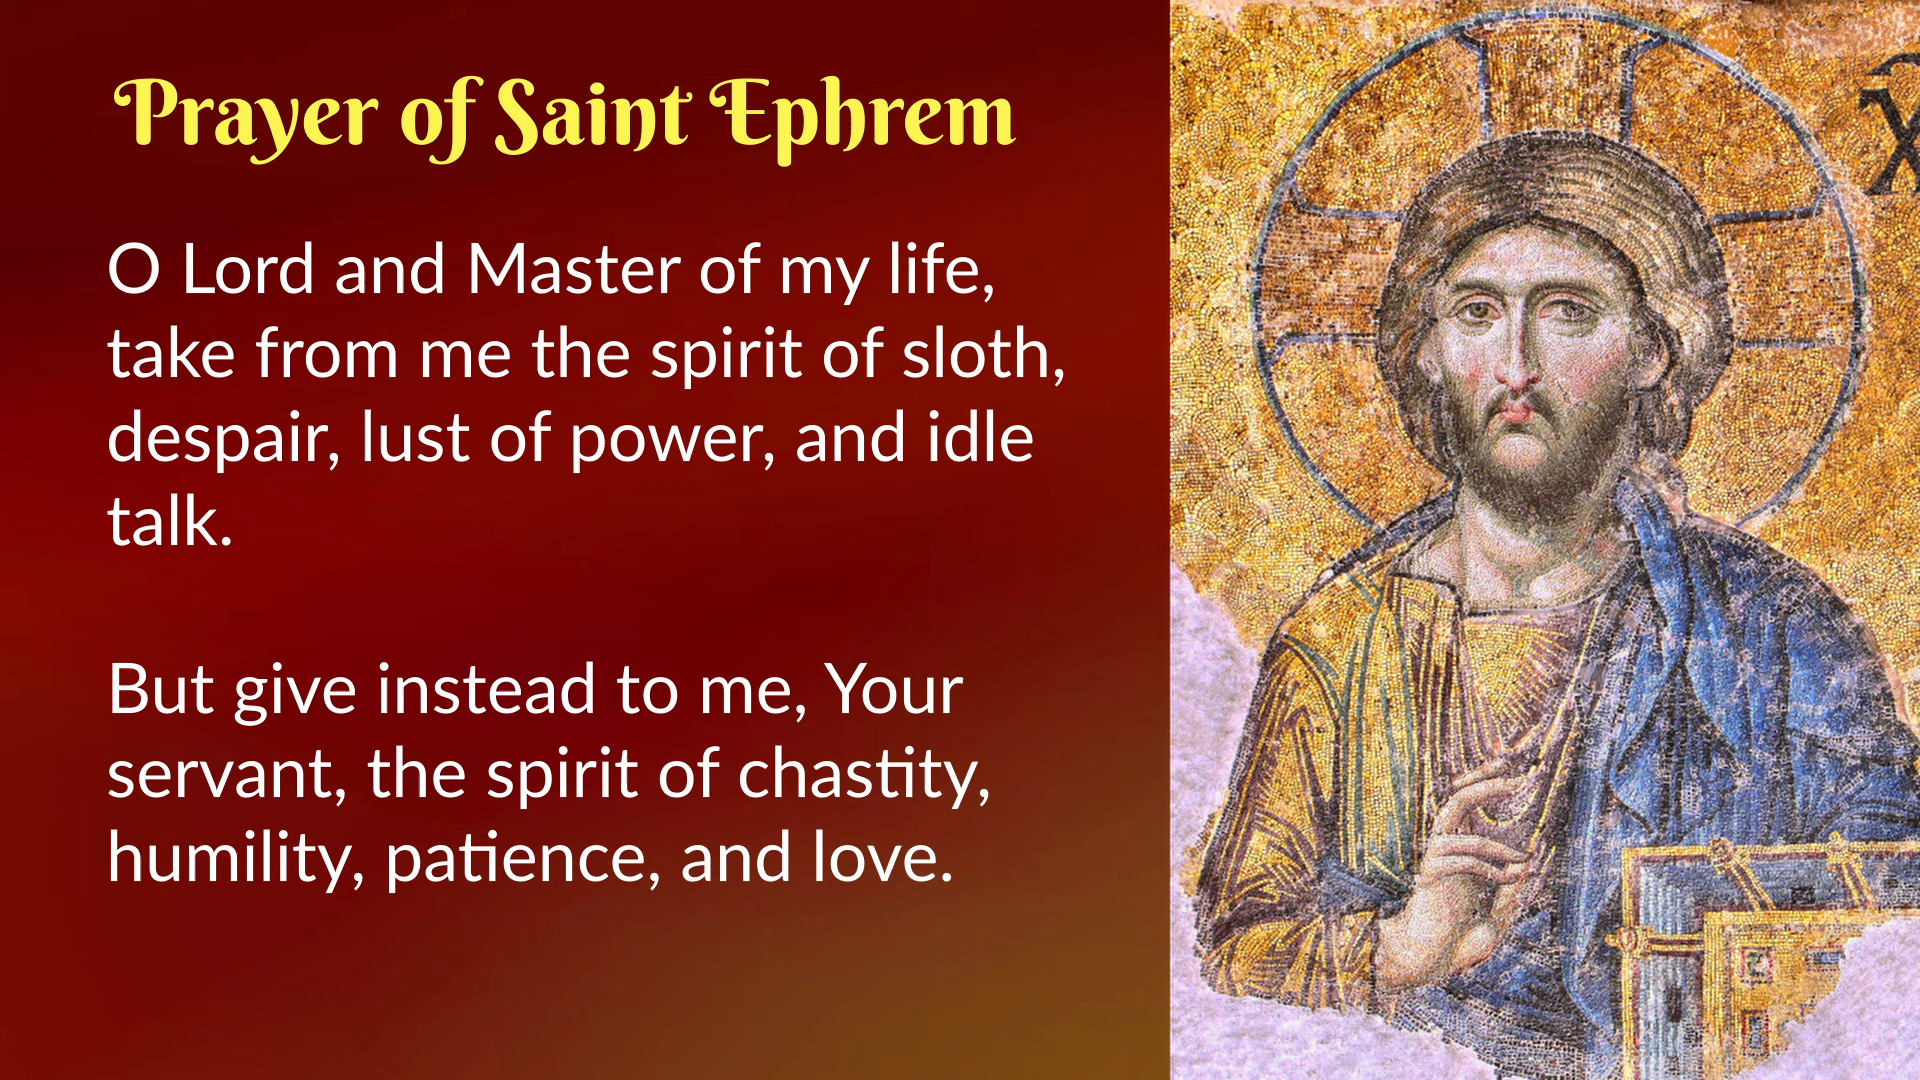 Prayer of Saint Ephrem
O Lord and Master of my life,
take from me the spirit of sloth,
despair, lust of power, and idle
talk.
But give instead to me, Your
servant, the spirit of chastity,
humility, patience, and love.